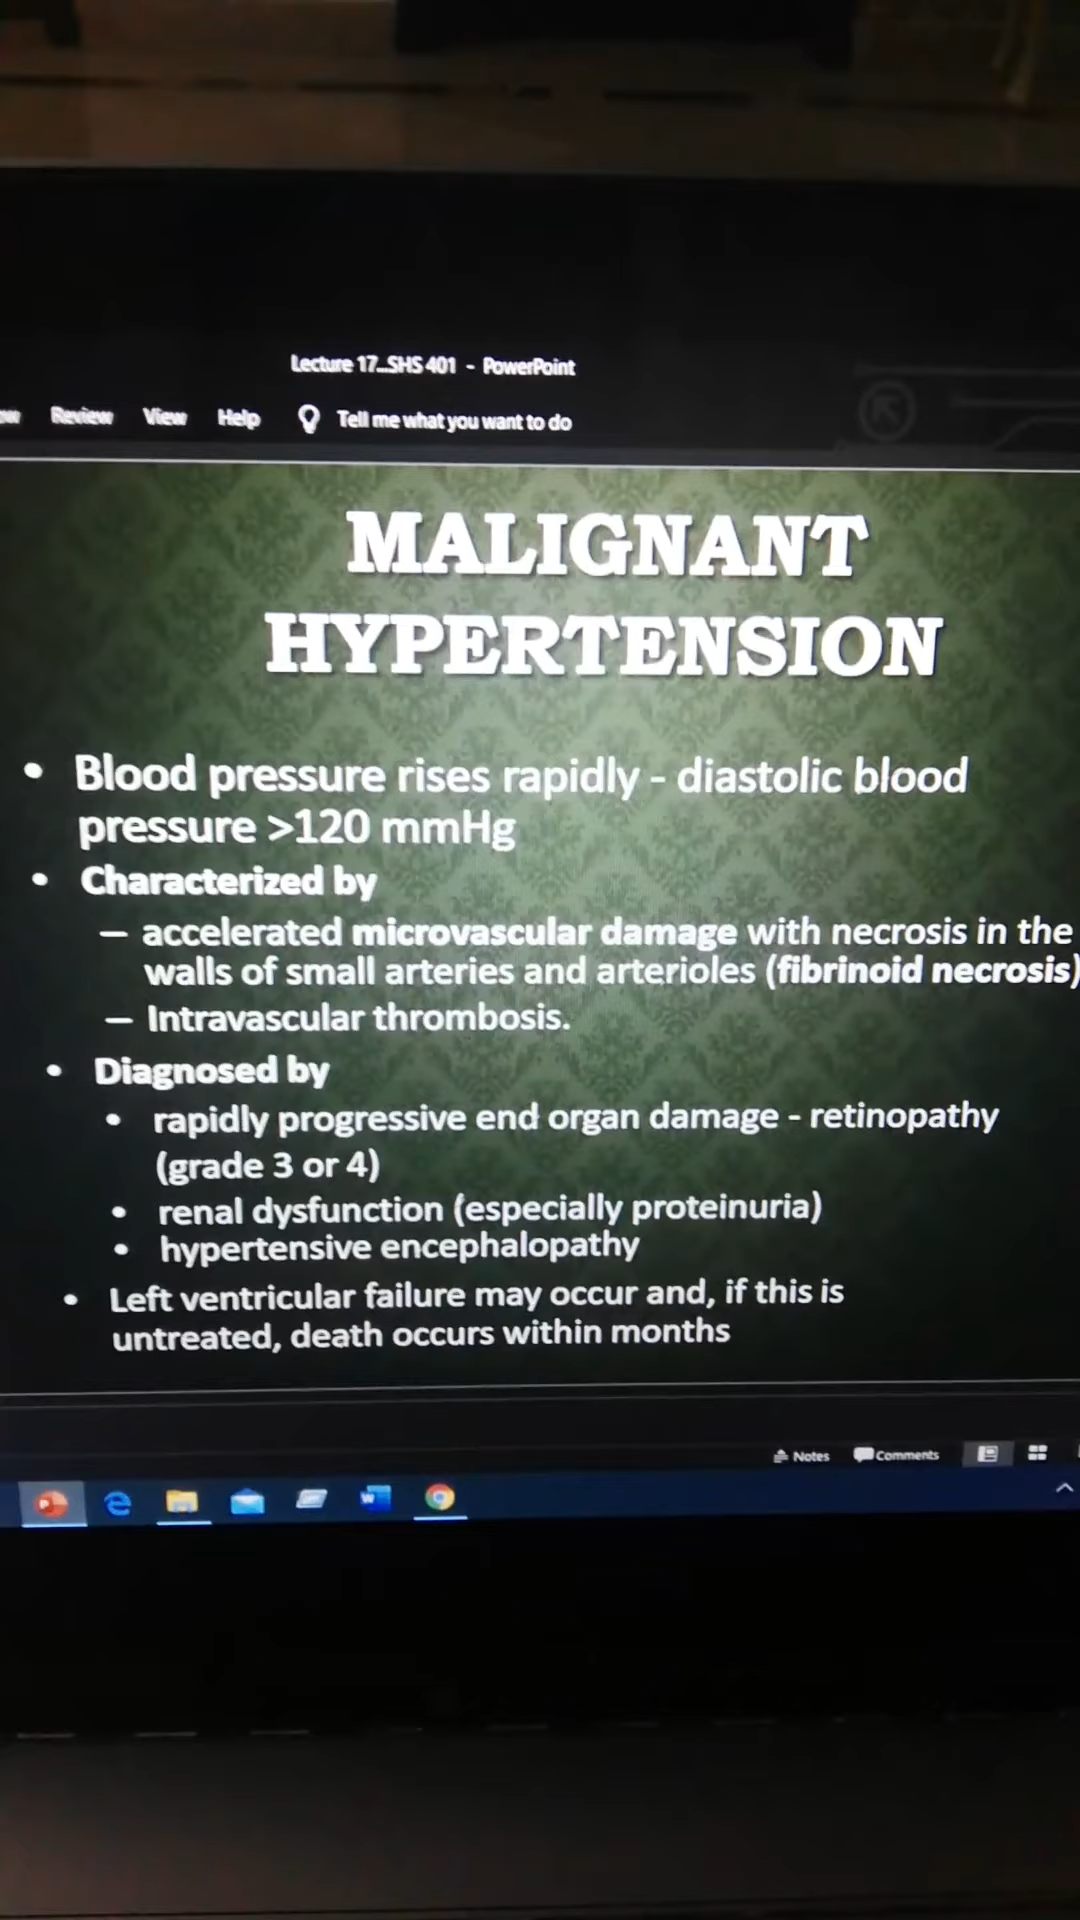 Lecture 17...SHS 401 - PowerPoint
Review View Help Tell me what you want to do
MALIGNANT
HYPERTENSION
• Blood pressure rises rapidly - diastolic blood
pressure >120 mmHg
• Characterized by
– accelerated microvascular damage with necrosis in the
walls of small arteries and arterioles (fibrinoid necrosis)
– Intravascular thrombosis.
• Diagnosed by
• rapidly progressive end organ damage - retinopathy
(grade 3 or 4)
• renal dysfunction (especially proteinuria)
• hypertensive encephalopathy
• Left ventricular failure may occur and, if this is
untreated, death occurs within months
Notes Comments